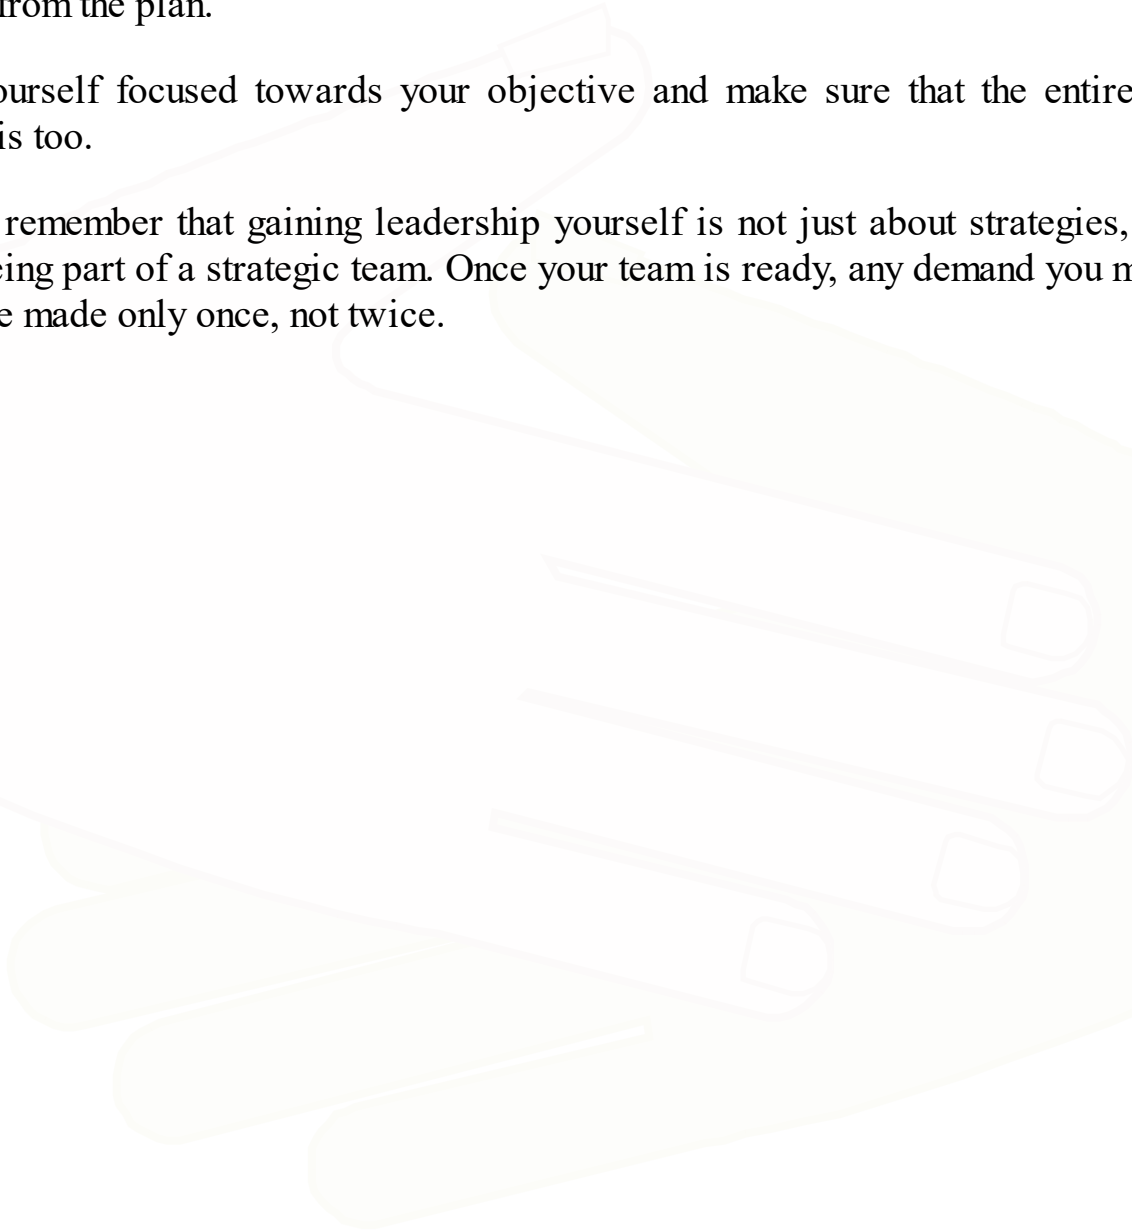 from the plan.
ourself focused towards your objective and make sure that the entire
is too.
remember that gaining leadership yourself is not just about strategies,
eing part of a strategic team. Once your team is ready, any demand you m
e made only once, not twice.